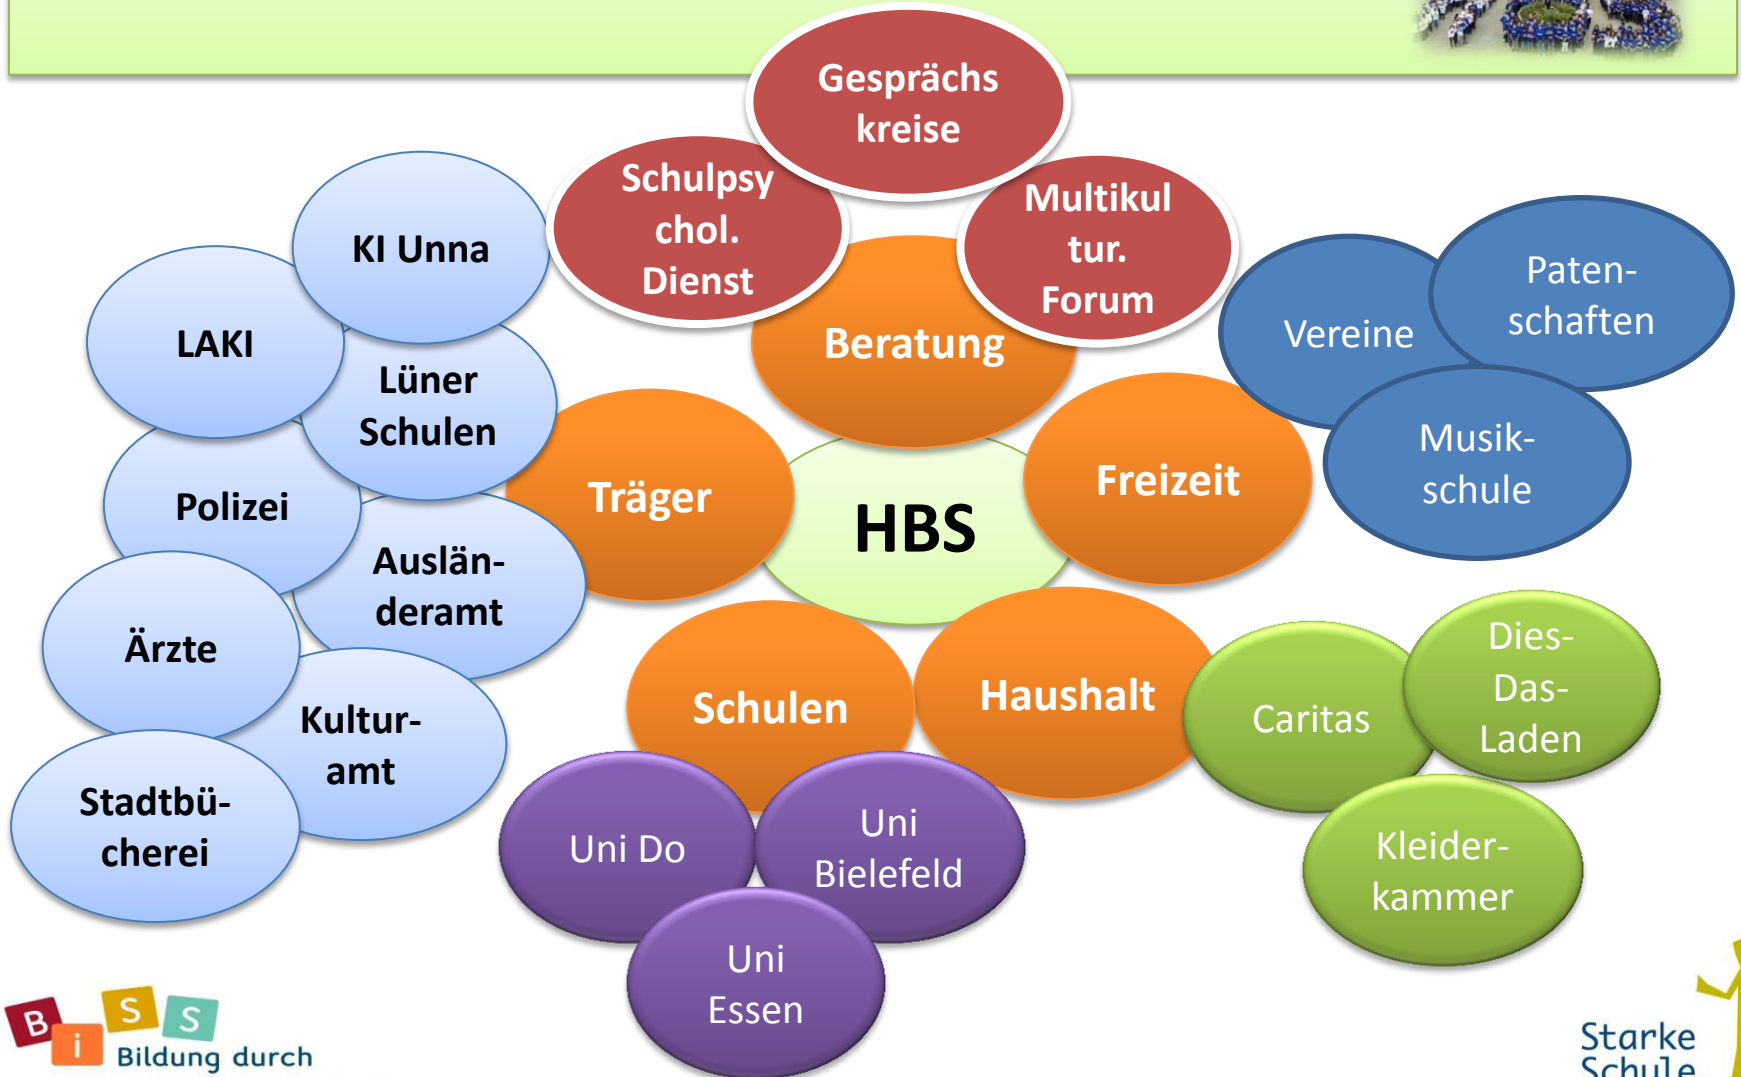 Gesprächs
kreise
Schulpsy
chol.
Dienst
Multikul
tur.
Forum
KI Unna
LAKI
Lüner
Schulen
Polizei
Auslän-
deramt
Ärzte
Kultur-
amt
Stadtbü-
cherei
Beratung
Träger
Freizeit
HBS
Schulen
Haushalt
Vereine
Paten-
schaften
Musik-
schule
Caritas
Dies-
Das-
Laden
Kleider-
kammer
Uni Do
Uni
Bielefeld
Uni
Essen
BiSS
Bildung durch
Starke
Schule